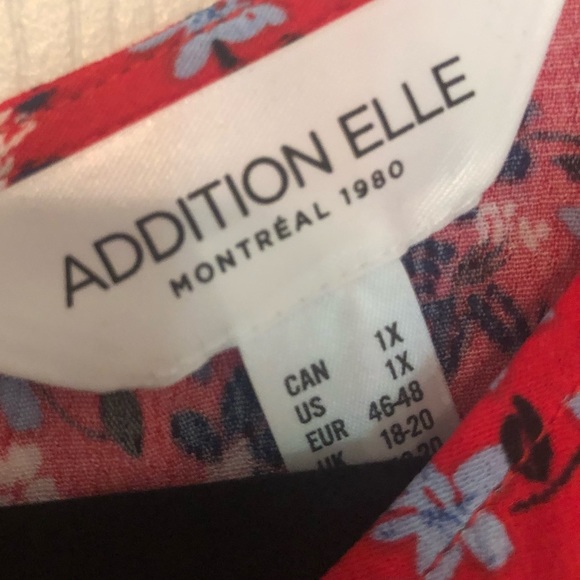 ADDITION ELLE
MONTRÉAL 1980
CAN 1X
US 1X
EUR 46-48
UK 18-20